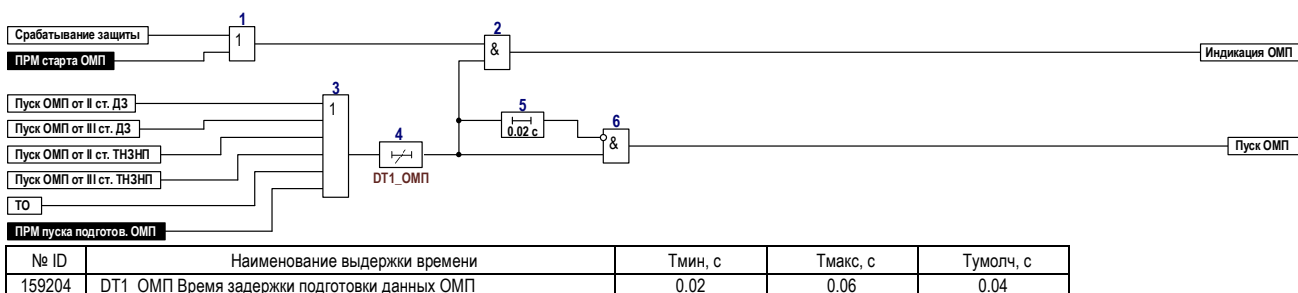 1
Срабатывание защиты
1
ПРМ старта ОМП
2
&
Индикация ОМП
3
1
Пуск ОМП от II ст. ДЗ
Пуск ОМП от III ст. ДЗ
Пуск ОМП от II ст. ТНЗНП
Пуск ОМП от III ст. ТНЗНП
ТО
ПРМ пуска подготов. ОМП
4
DT1_ОМП
5
0.02 с
6
&
Пуск ОМП
№ ID Наименование выдержки времени Тмин, с Тмакс, с Тумолч, с
159204 DT1_ОМП Время задержки подготовки данных ОМП 0.02 0.06 0.04